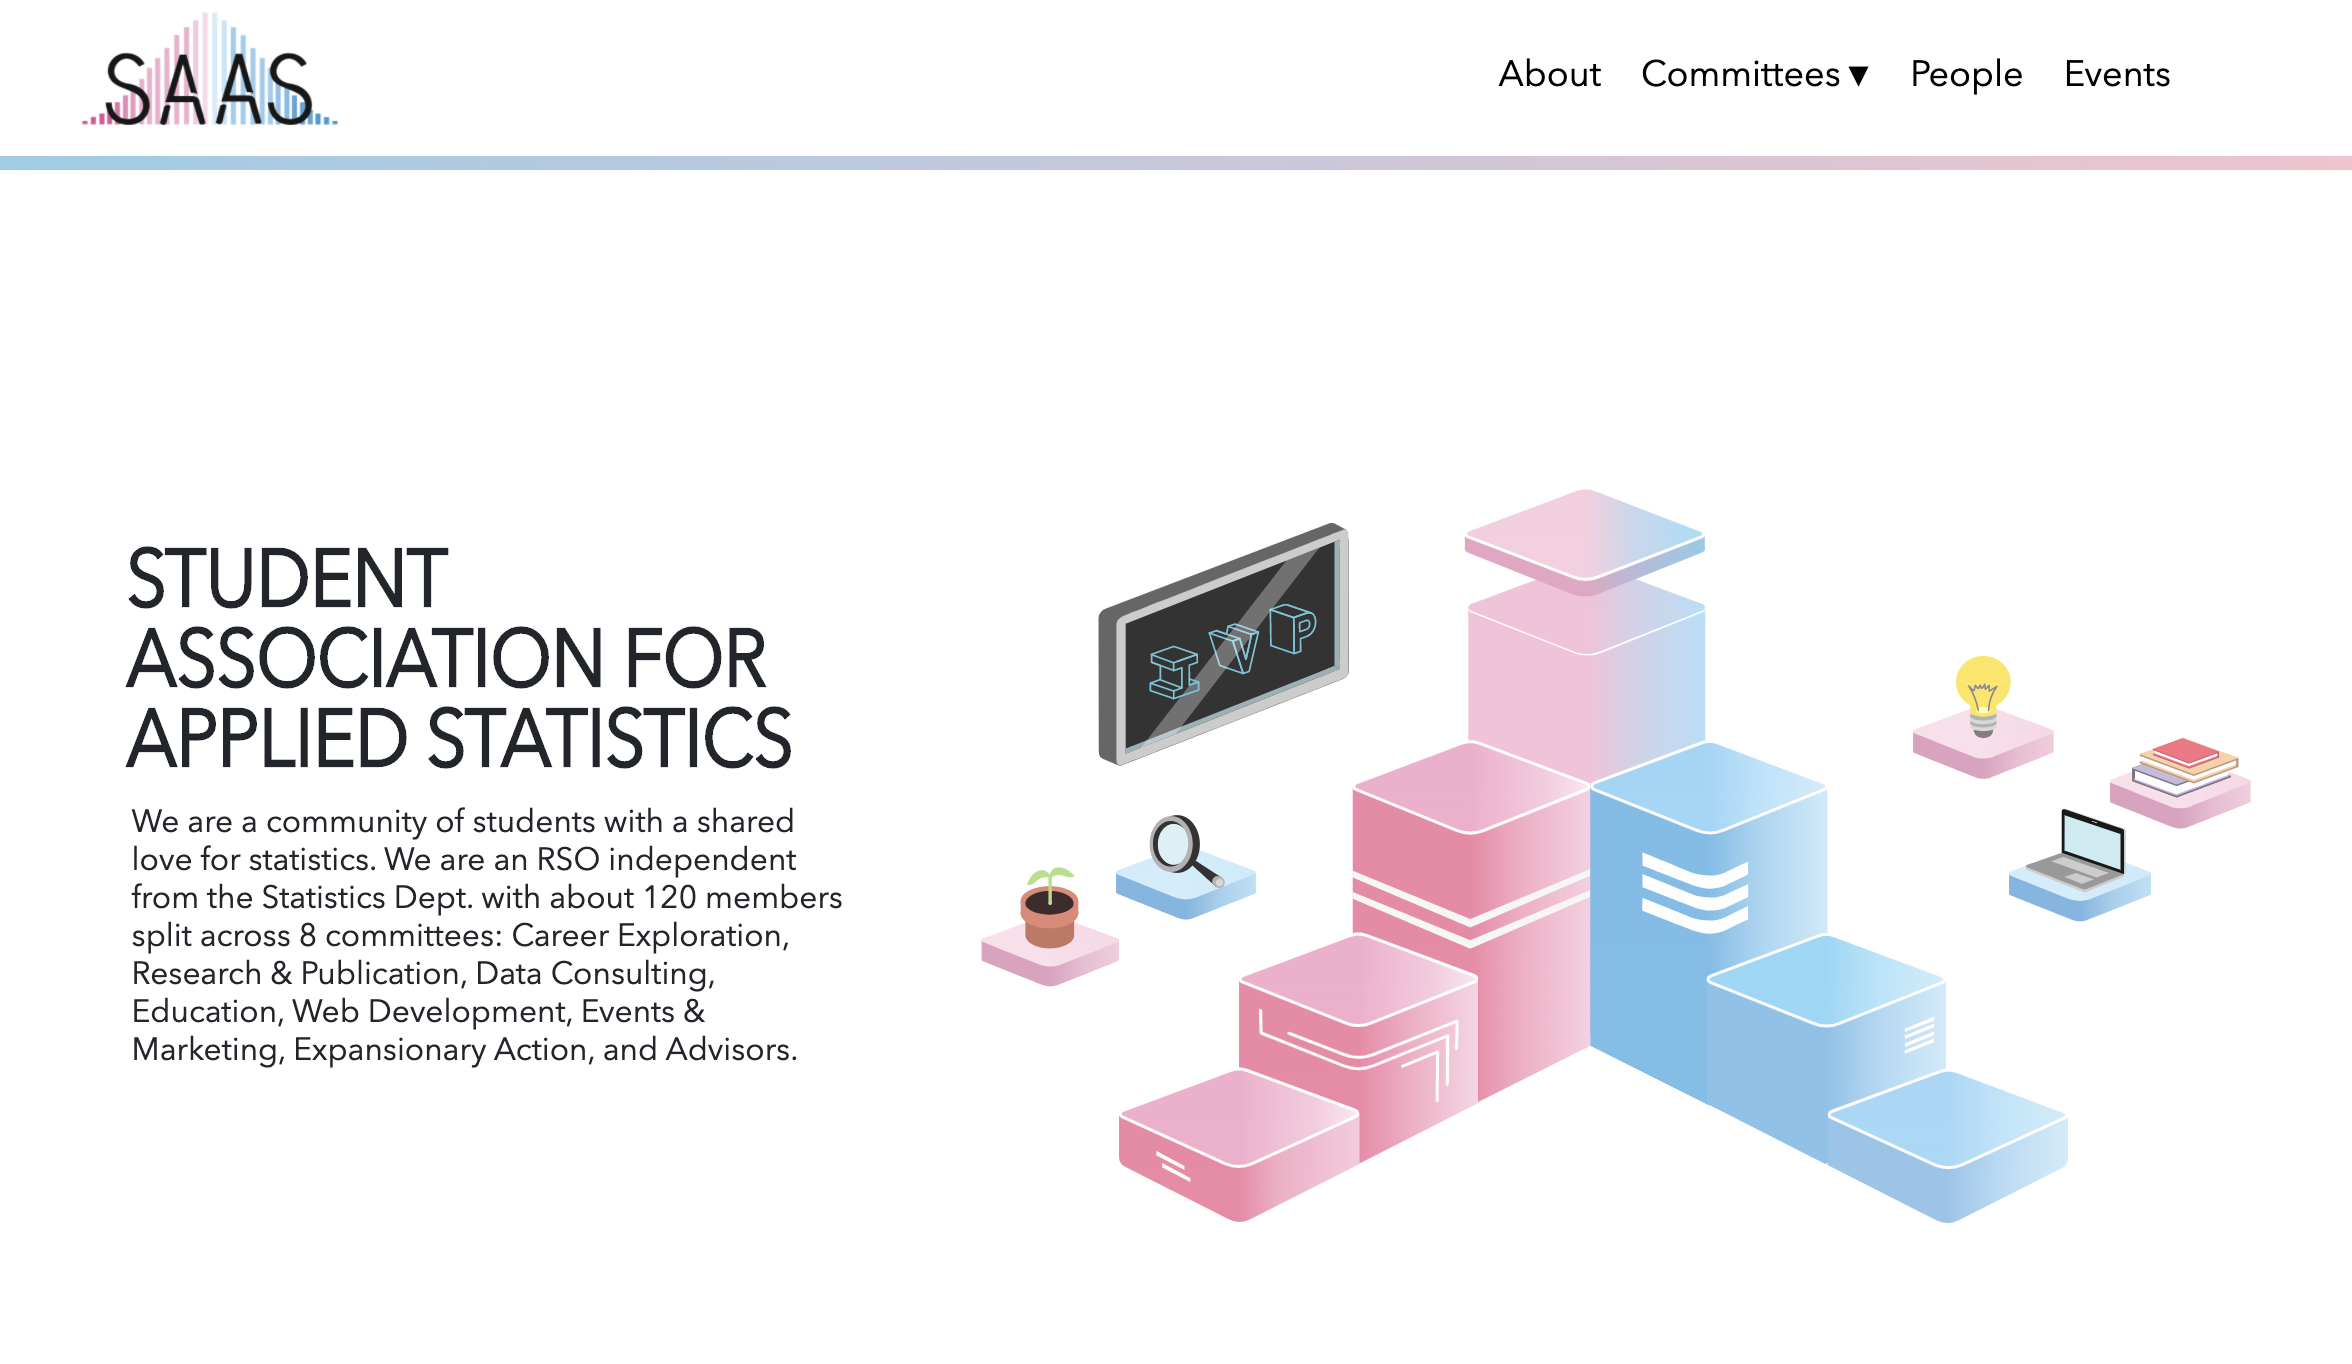 SAAS
About Committees ▼ People Events
STUDENT
ASSOCIATION FOR
APPLIED STATISTICS
We are a community of students with a shared
love for statistics. We are an RSO independent
from the Statistics Dept. with about 120 members
split across 8 committees: Career Exploration,
Research & Publication, Data Consulting,
Education, Web Development, Events &
Marketing, Expansionary Action, and Advisors.
I W P